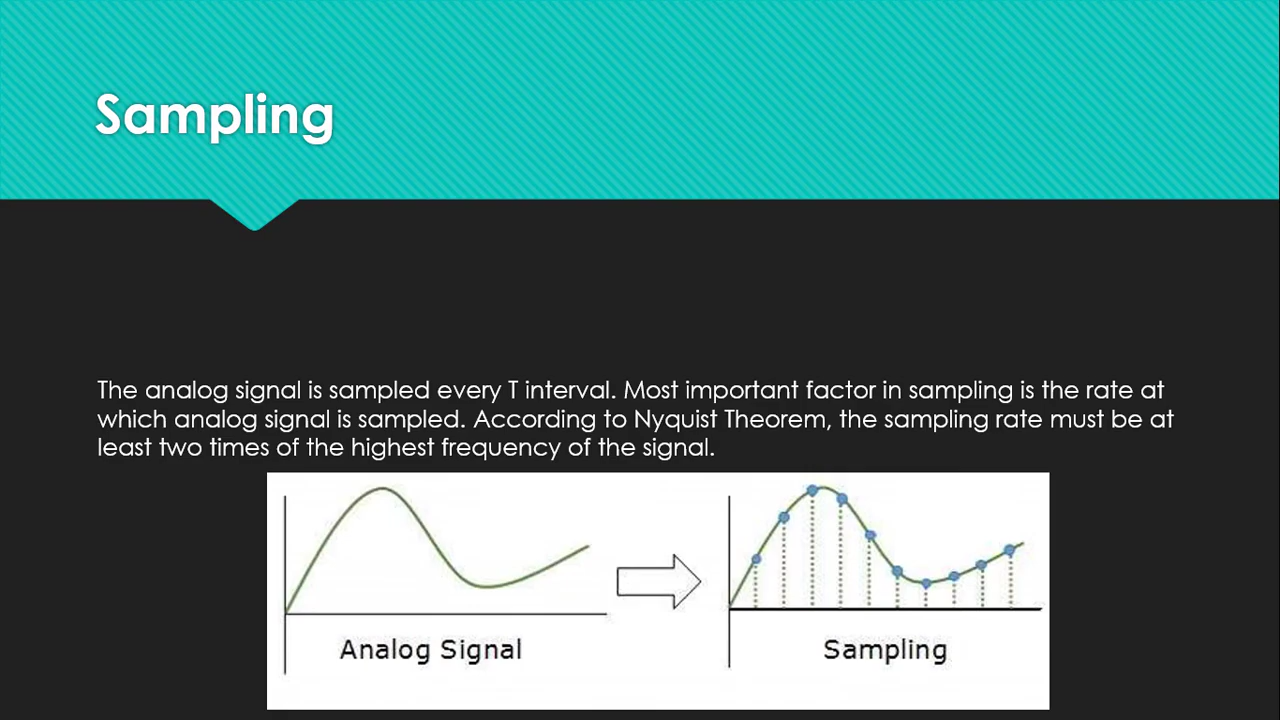 Sampling
The analog signal is sampled every T interval. Most important factor in sampling is the rate at
which analog signal is sampled. According to Nyquist Theorem, the sampling rate must be at
least two times of the highest frequency of the signal.
Analog Signal
Sampling